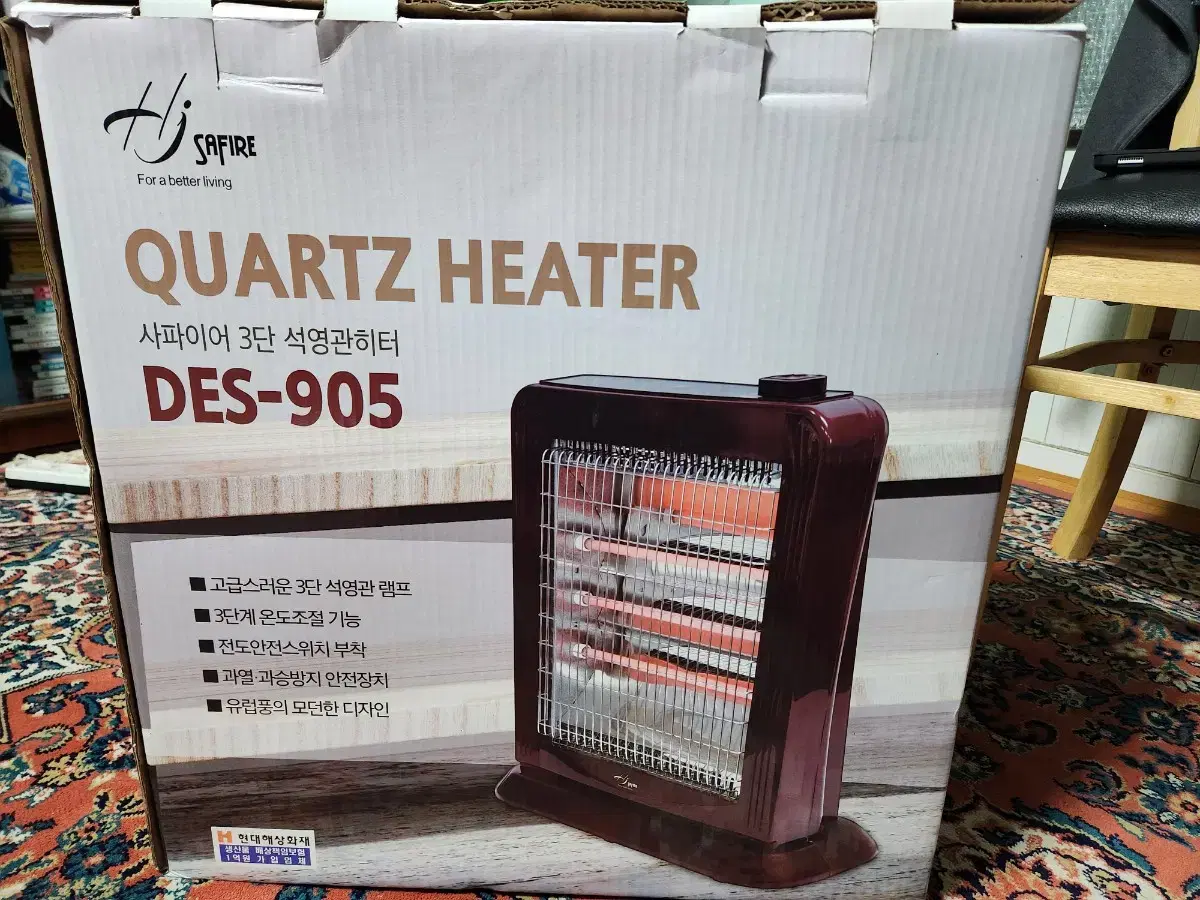 Hj SAFIRE
For a better living
QUARTZ HEATER
사파이어 3단 석영관히터
DES-905
■ 고급스러운 3단 석영관 램프
■ 3단계 온도조절 기능
■ 전도안전스위치 부착
■ 과열·과승방지 안전장치
■ 유럽풍의 모던한 디자인
현대해상화재
생산물 배상책임보험
1억원 가입업체